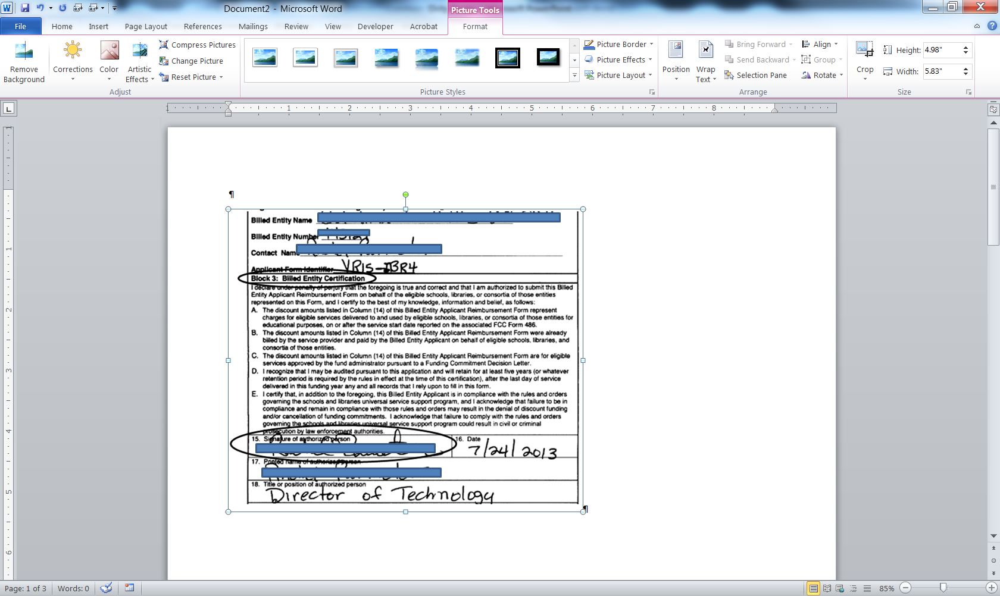 Document2 - Microsoft Word
Picture Tools
File Home Insert Page Layout References Mailings Review View Developer Acrobat Format
Remove Background
Corrections
Color
Artistic Effects
Compress Pictures
Change Picture
Reset Picture
Adjust
Picture Styles
Picture Border
Picture Effects
Picture Layout
Position
Wrap Text
Bring Forward
Send Backward
Selection Pane
Align
Group
Rotate
Arrange
Crop
Height: 4.98"
Width: 5.83"
Size
1 1 2 3 4 5 6 7 8
Billed Entity Name
Billed Entity Number
Contact Name
Applicant Form Identifier VR15-IBR4
Block 3: Billed Entity Certification
I declare under penalty of perjury that the foregoing is true and correct and that I am authorized to submit this Billed
Entity Applicant Reimbursement Form on behalf of the eligible schools, libraries, or consortia of those entities
represented on this Form, and I certify to the best of my knowledge, information and belief, as follows:
A. The discount amounts listed in Column (14) of this Billed Entity Applicant Reimbursement Form represent
charges for eligible services delivered to and used by eligible schools, libraries, or consortia of those entities for
educational purposes, on or after the service start date reported on the associated FCC Form 486.
B. The discount amounts listed in Column (14) of this Billed Entity Applicant Reimbursement Form were already
billed by the service provider and paid by the Billed Entity Applicant on behalf of eligible schools, libraries, and
consortia of those entities.
C. The discount amounts listed in Column (14) of this Billed Entity Applicant Reimbursement Form are for eligible
services approved by the fund administrator pursuant to a Funding Commitment Decision Letter.
D. I recognize that I may be audited pursuant to this application and will retain for at least five years (or whatever
retention period is required by the rules in effect at the time of this certification), after the last day of service
delivered in this funding year any and all records that I rely upon to fill in this form.
E. I certify that, in addition to the foregoing, this Billed Entity Applicant is in compliance with the rules and orders
governing the schools and libraries universal service support program, and I acknowledge that failure to be in
compliance and remain in compliance with those rules and orders may result in the denial of discount funding
and/or cancellation of funding commitments. I acknowledge that failure to comply with the rules and orders
governing the schools and libraries universal service support program could result in civil or criminal
prosecution by law enforcement authorities.
15. Signature of authorized person
16. Date
7/24/2013
17. Printed name of authorized person
18. Title or position of authorized person
Director of Technology
1
1
2
3
4
5
6
Page: 1 of 3 Words: 0 85%